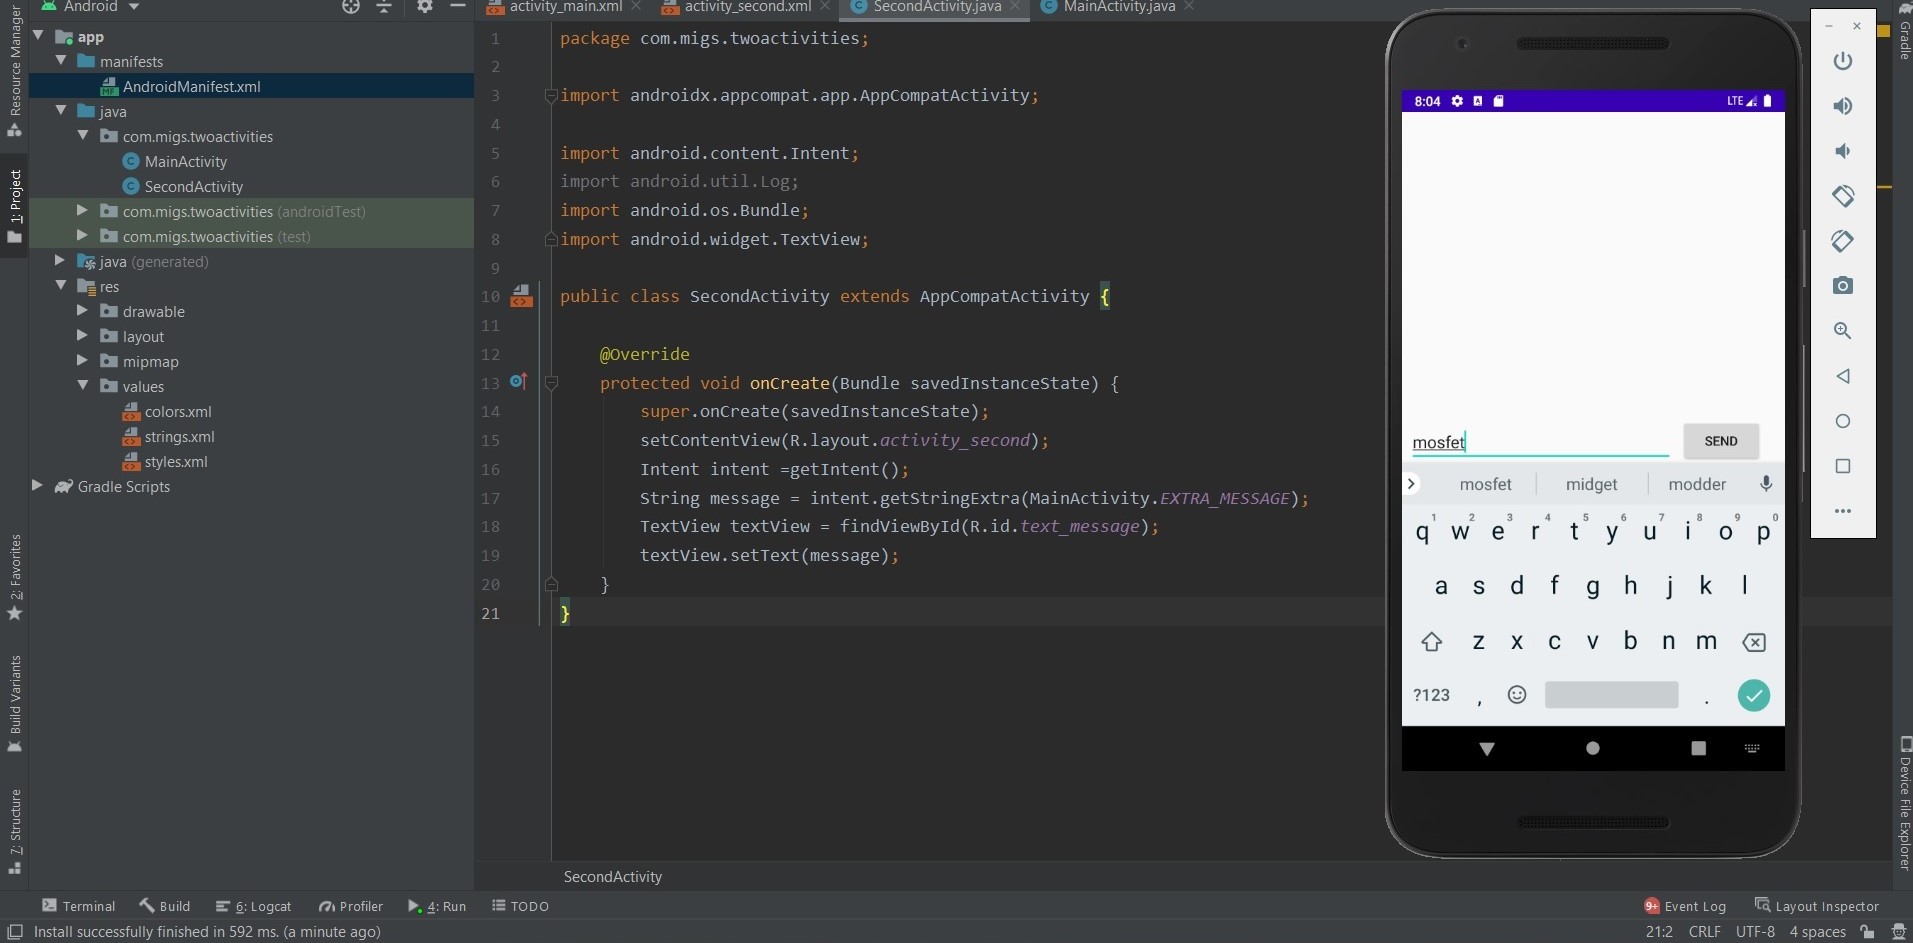 Android
activity_main.xml
activity_second.xml
SecondActivity.java
MainActivity.java
Resource Manager
1: Project
2: Favorites
Build Variants
7: Structure
app
manifests
AndroidManifest.xml
java
com.migs.twoactivities
MainActivity
SecondActivity
com.migs.twoactivities (androidTest)
com.migs.twoactivities (test)
java (generated)
res
drawable
layout
mipmap
values
colors.xml
strings.xml
styles.xml
Gradle Scripts
1 package com.migs.twoactivities;
2
3 import androidx.appcompat.app.AppCompatActivity;
4
5 import android.content.Intent;
6 import android.util.Log;
7 import android.os.Bundle;
8 import android.widget.TextView;
9
10 public class SecondActivity extends AppCompatActivity {
11
12 @Override
13 protected void onCreate(Bundle savedInstanceState) {
14 super.onCreate(savedInstanceState);
15 setContentView(R.layout.activity_second);
16 Intent intent =getIntent();
17 String message = intent.getStringExtra(MainActivity.EXTRA_MESSAGE);
18 TextView textView = findViewById(R.id.text_message);
19 textView.setText(message);
20 }
21 }
SecondActivity
8:04 A LTE
mosfet SEND
mosfet midget modder
1 2 3 4 5 6 7 8 9 0
q w e r t y u i o p
a s d f g h j k l
z x c v b n m
?123 , .
Gradle
Device File Explorer
Terminal Build 6: Logcat Profiler 4: Run TODO
9+ Event Log Layout Inspector
Install successfully finished in 592 ms. (a minute ago)
21:2 CRLF UTF-8 4 spaces